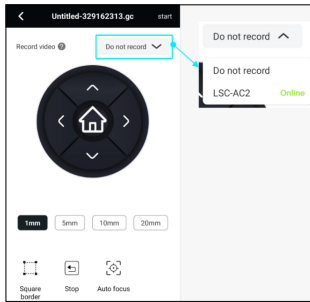 Untitled-329162313.gc start
Record video Do not record
1mm 5mm 10mm 20mm
Square border Stop Auto focus
Do not record
Do not record
LSC-AC2 Online